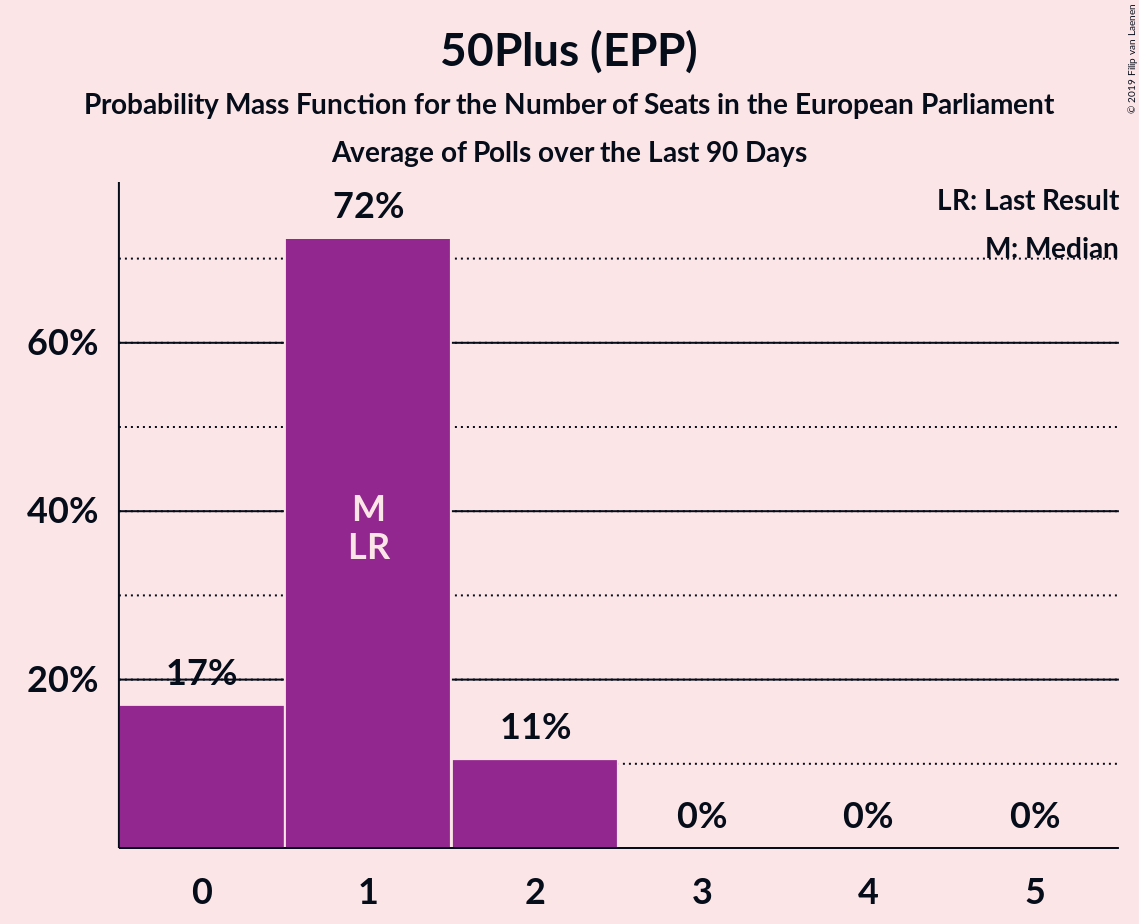 50Plus (EPP)
Probability Mass Function for the Number of Seats in the European Parliament
Average of Polls over the Last 90 Days
© 2019 Filip van Laenen
LR: Last Result
M: Median
72%
60%
M
40%
LR
17%
20%
11%
0%
0%
0%
0
1
2
3
4
5